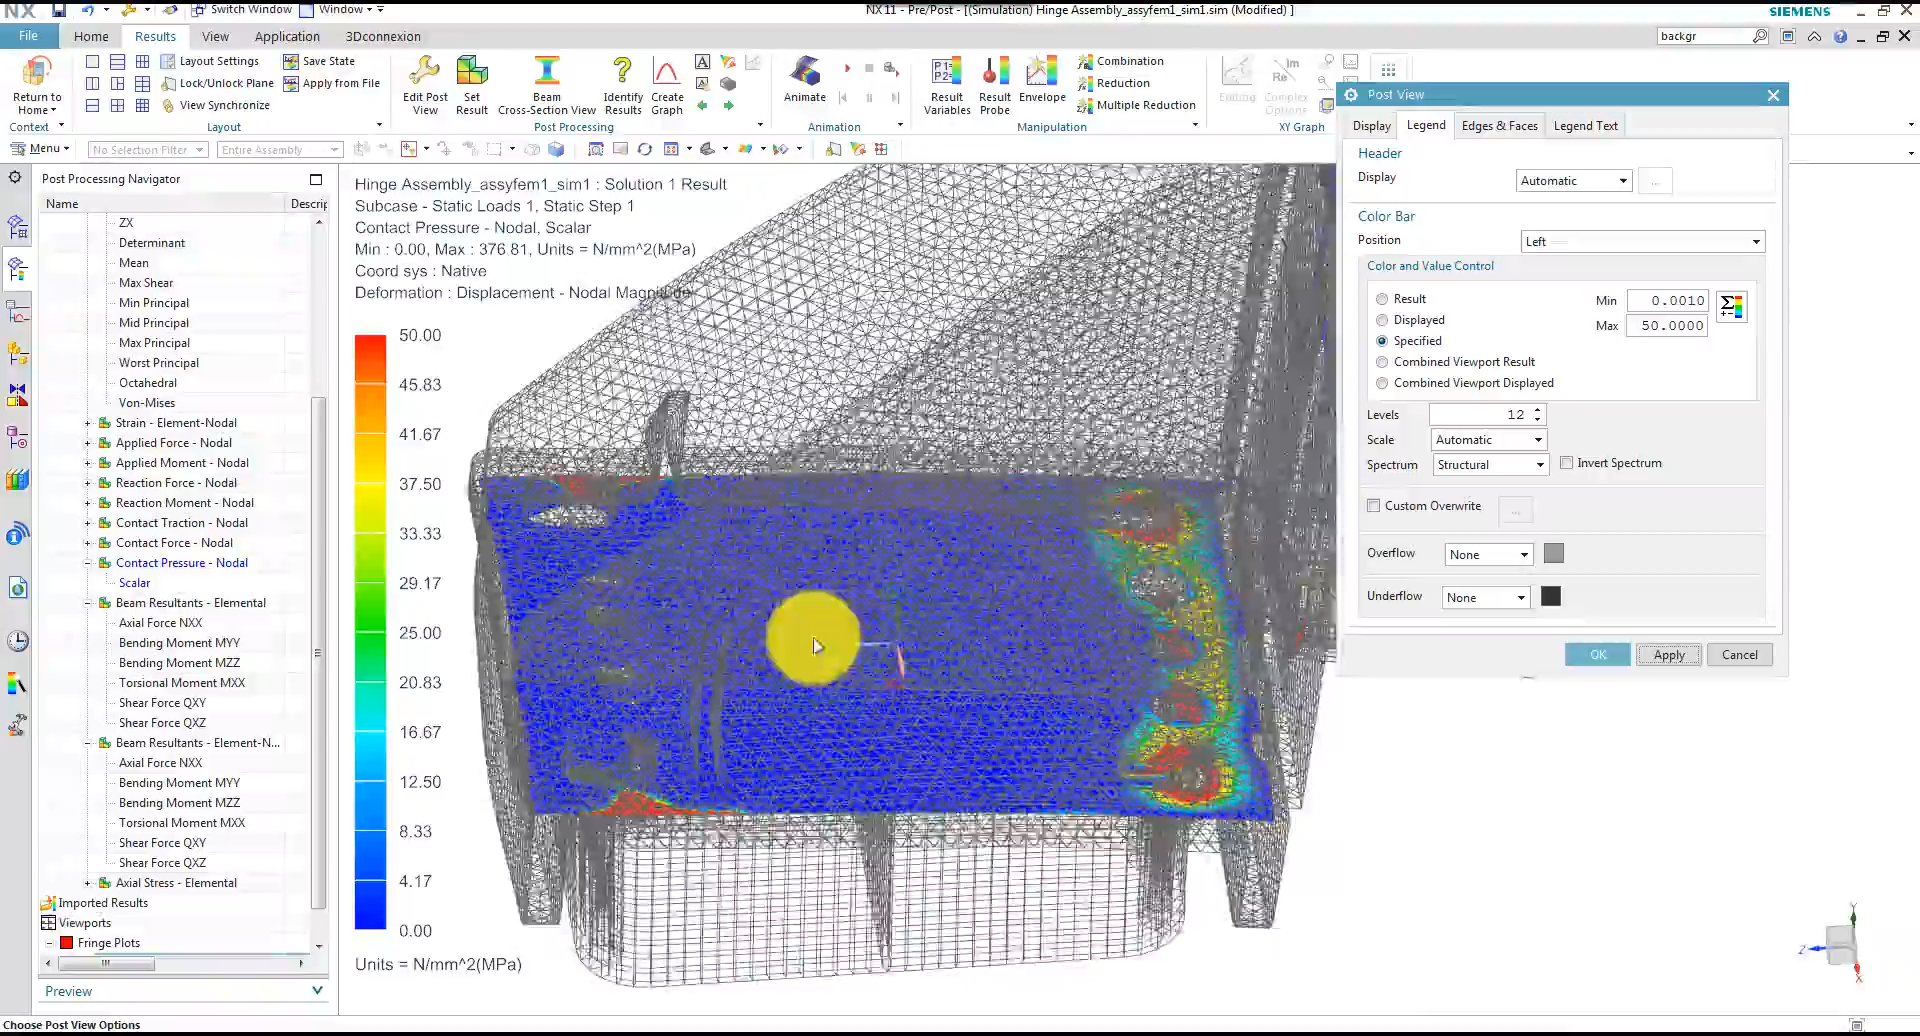 NX
Switch Window
Window
NX 11 - Pre/Post - [(Simulation) Hinge Assembly_assyfem1_sim1.sim (Modified) ]
SIEMENS
File
Home
Results
View
Application
3Dconnexion
backgr
Return to Home
Context
Layout Settings
Lock/Unlock Plane
View Synchronize
Save State
Apply from File
Layout
Edit Post View
Set Result
Beam Cross-Section View
Identify Results
Create Graph
Post Processing
Animate
Animation
Result Variables
Result Probe
Envelope
Combination
Reduction
Multiple Reduction
Manipulation
Editing
Complex Options
XY Graph
Menu
No Selection Filter
Entire Assembly
Post Processing Navigator
Name
Descrip
ZX
Determinant
Mean
Max Shear
Min Principal
Mid Principal
Max Principal
Worst Principal
Octahedral
Von-Mises
Strain - Element-Nodal
Applied Force - Nodal
Applied Moment - Nodal
Reaction Force - Nodal
Reaction Moment - Nodal
Contact Traction - Nodal
Contact Force - Nodal
Contact Pressure - Nodal
Scalar
Beam Resultants - Elemental
Axial Force NXX
Bending Moment MYY
Bending Moment MZZ
Torsional Moment MXX
Shear Force QXY
Shear Force QXZ
Beam Resultants - Element-N...
Axial Force NXX
Bending Moment MYY
Bending Moment MZZ
Torsional Moment MXX
Shear Force QXY
Shear Force QXZ
Axial Stress - Elemental
Imported Results
Viewports
Fringe Plots
Preview
Choose Post View Options
Hinge Assembly_assyfem1_sim1 : Solution 1 Result
Subcase - Static Loads 1, Static Step 1
Contact Pressure - Nodal, Scalar
Min : 0.00, Max : 376.81, Units = N/mm^2(MPa)
Coord sys : Native
Deformation : Displacement - Nodal Magnitude
50.00
45.83
41.67
37.50
33.33
29.17
25.00
20.83
16.67
12.50
8.33
4.17
0.00
Units = N/mm^2(MPa)
Post View
Display
Legend
Edges & Faces
Legend Text
Header
Display
Automatic
...
Color Bar
Position
Left
Color and Value Control
Result
Displayed
Specified
Combined Viewport Result
Combined Viewport Displayed
Min 0.0010
Max 50.0000
Levels 12
Scale Automatic
Spectrum Structural
Invert Spectrum
Custom Overwrite
...
Overflow None
Underflow None
OK
Apply
Cancel
Y
Z
X